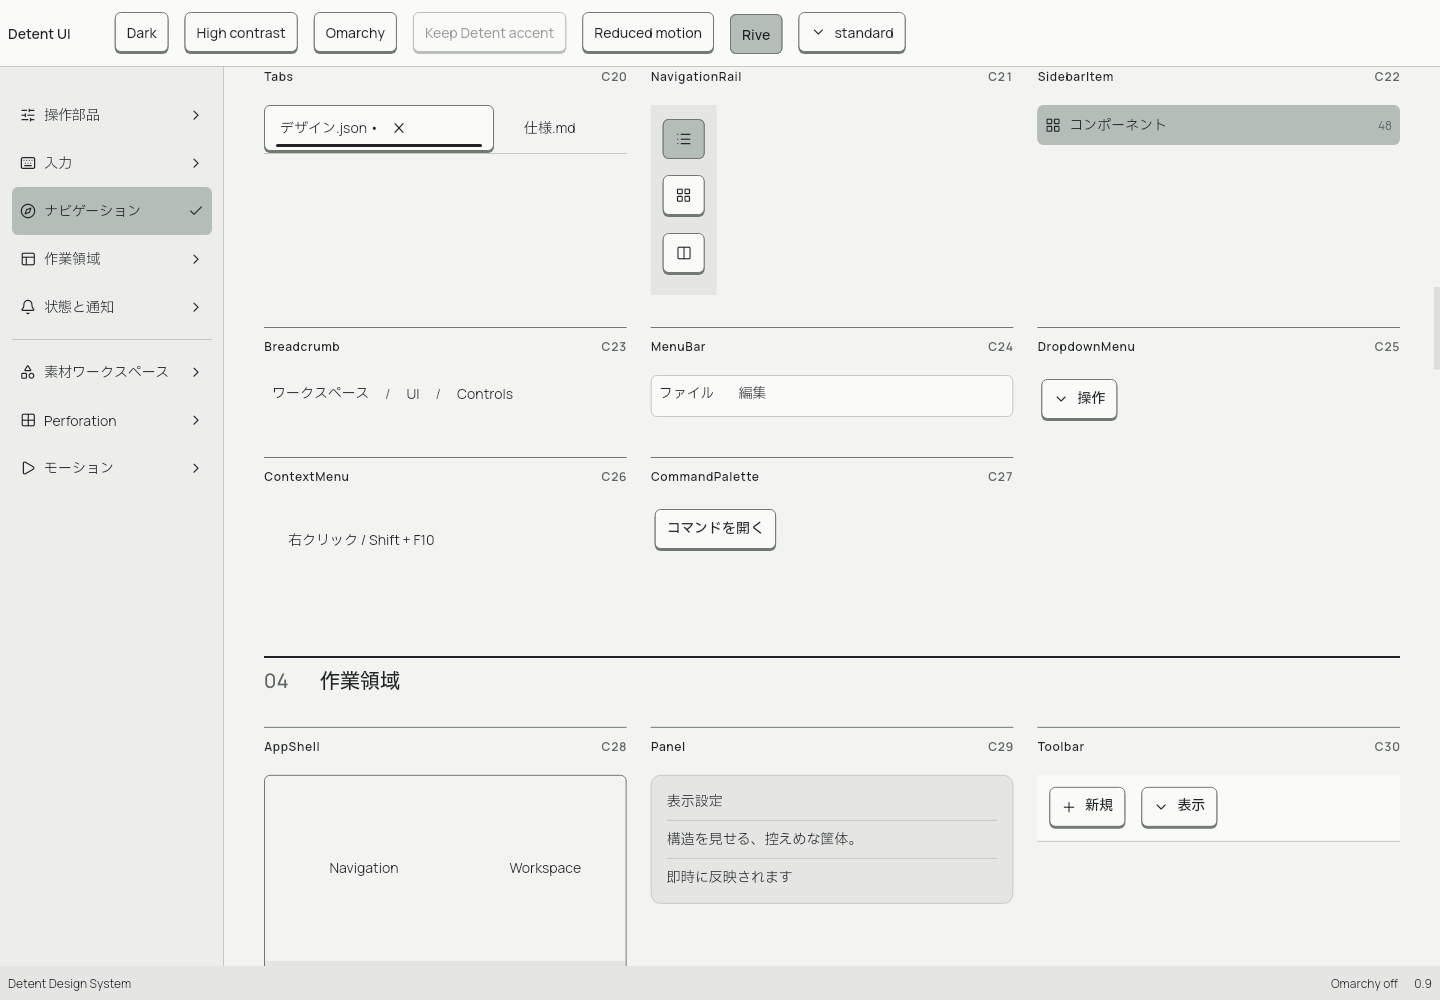 Detent UI
Dark
High contrast
Omarchy
Keep Detent accent
Reduced motion
Rive
standard
操作部品
入力
ナビゲーション
作業領域
状態と通知
素材ワークスペース
Perforation
モーション
Tabs C20
デザイン.json •
仕様.md
NavigationRail C21
SidebarItem C22
コンポーネント 48
Breadcrumb C23
ワークスペース / UI / Controls
MenuBar C24
ファイル 編集
DropdownMenu C25
操作
ContextMenu C26
右クリック / Shift + F10
CommandPalette C27
コマンドを開く
04 作業領域
AppShell C28
Navigation Workspace
Panel C29
表示設定
構造を見せる、控えめな筐体。
即時に反映されます
Toolbar C30
新規 表示
Detent Design System
Omarchy off 0.9